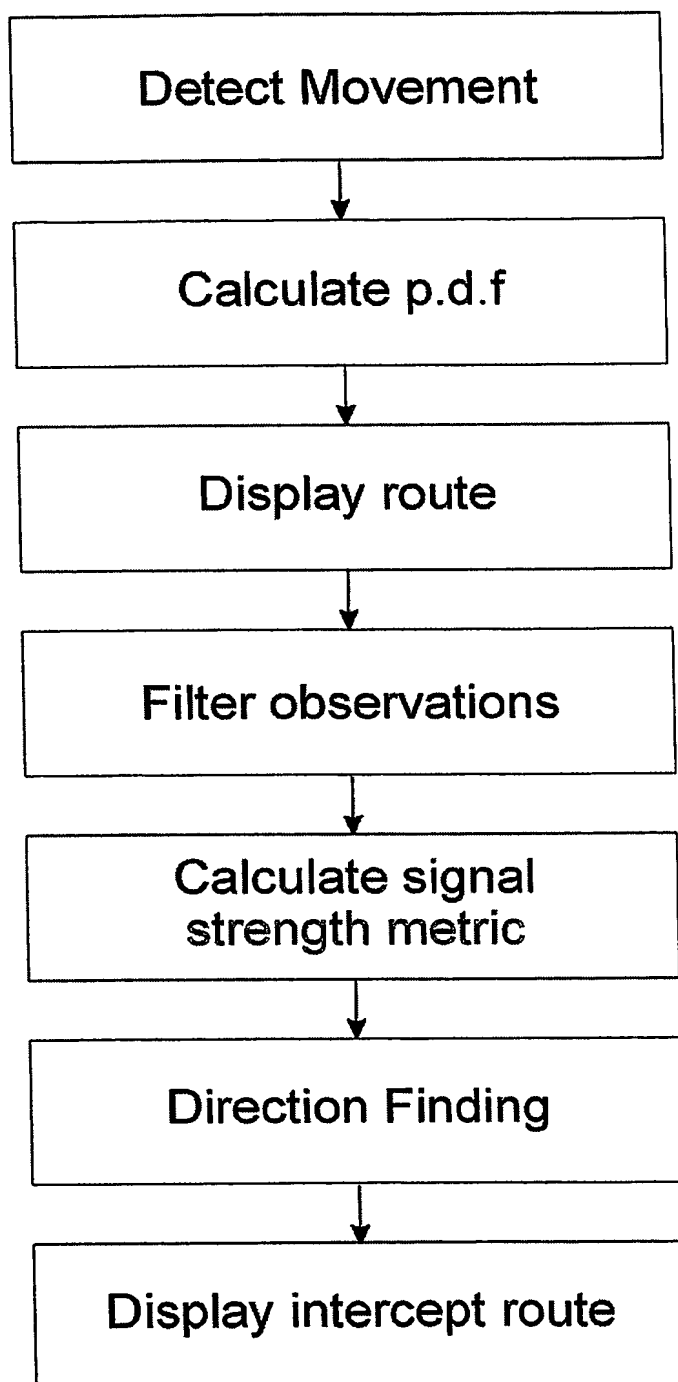 Detect Movement
Calculate p.d.f
Display route
Filter observations
Calculate signal
strength metric
Direction Finding
Display intercept route